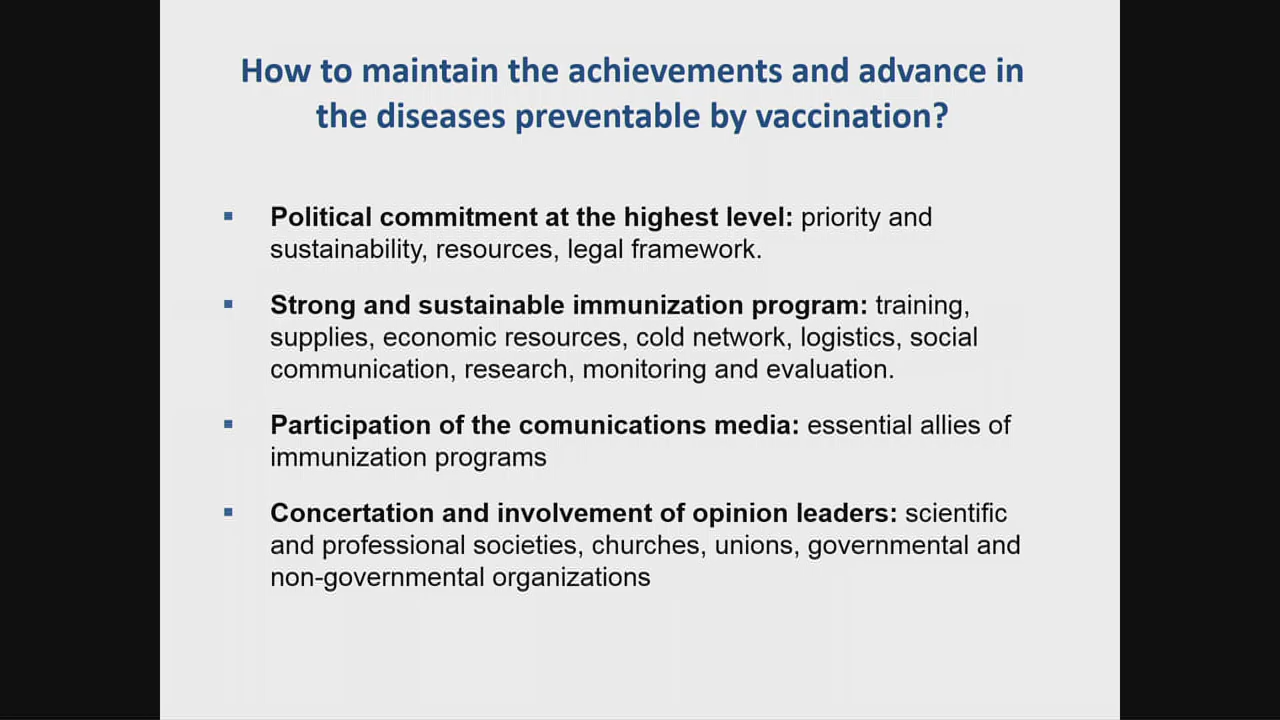 How to maintain the achievements and advance in
the diseases preventable by vaccination?
▪ Political commitment at the highest level: priority and
sustainability, resources, legal framework.
▪ Strong and sustainable immunization program: training,
supplies, economic resources, cold network, logistics, social
communication, research, monitoring and evaluation.
▪ Participation of the comunications media: essential allies of
immunization programs
▪ Concertation and involvement of opinion leaders: scientific
and professional societies, churches, unions, governmental and
non-governmental organizations